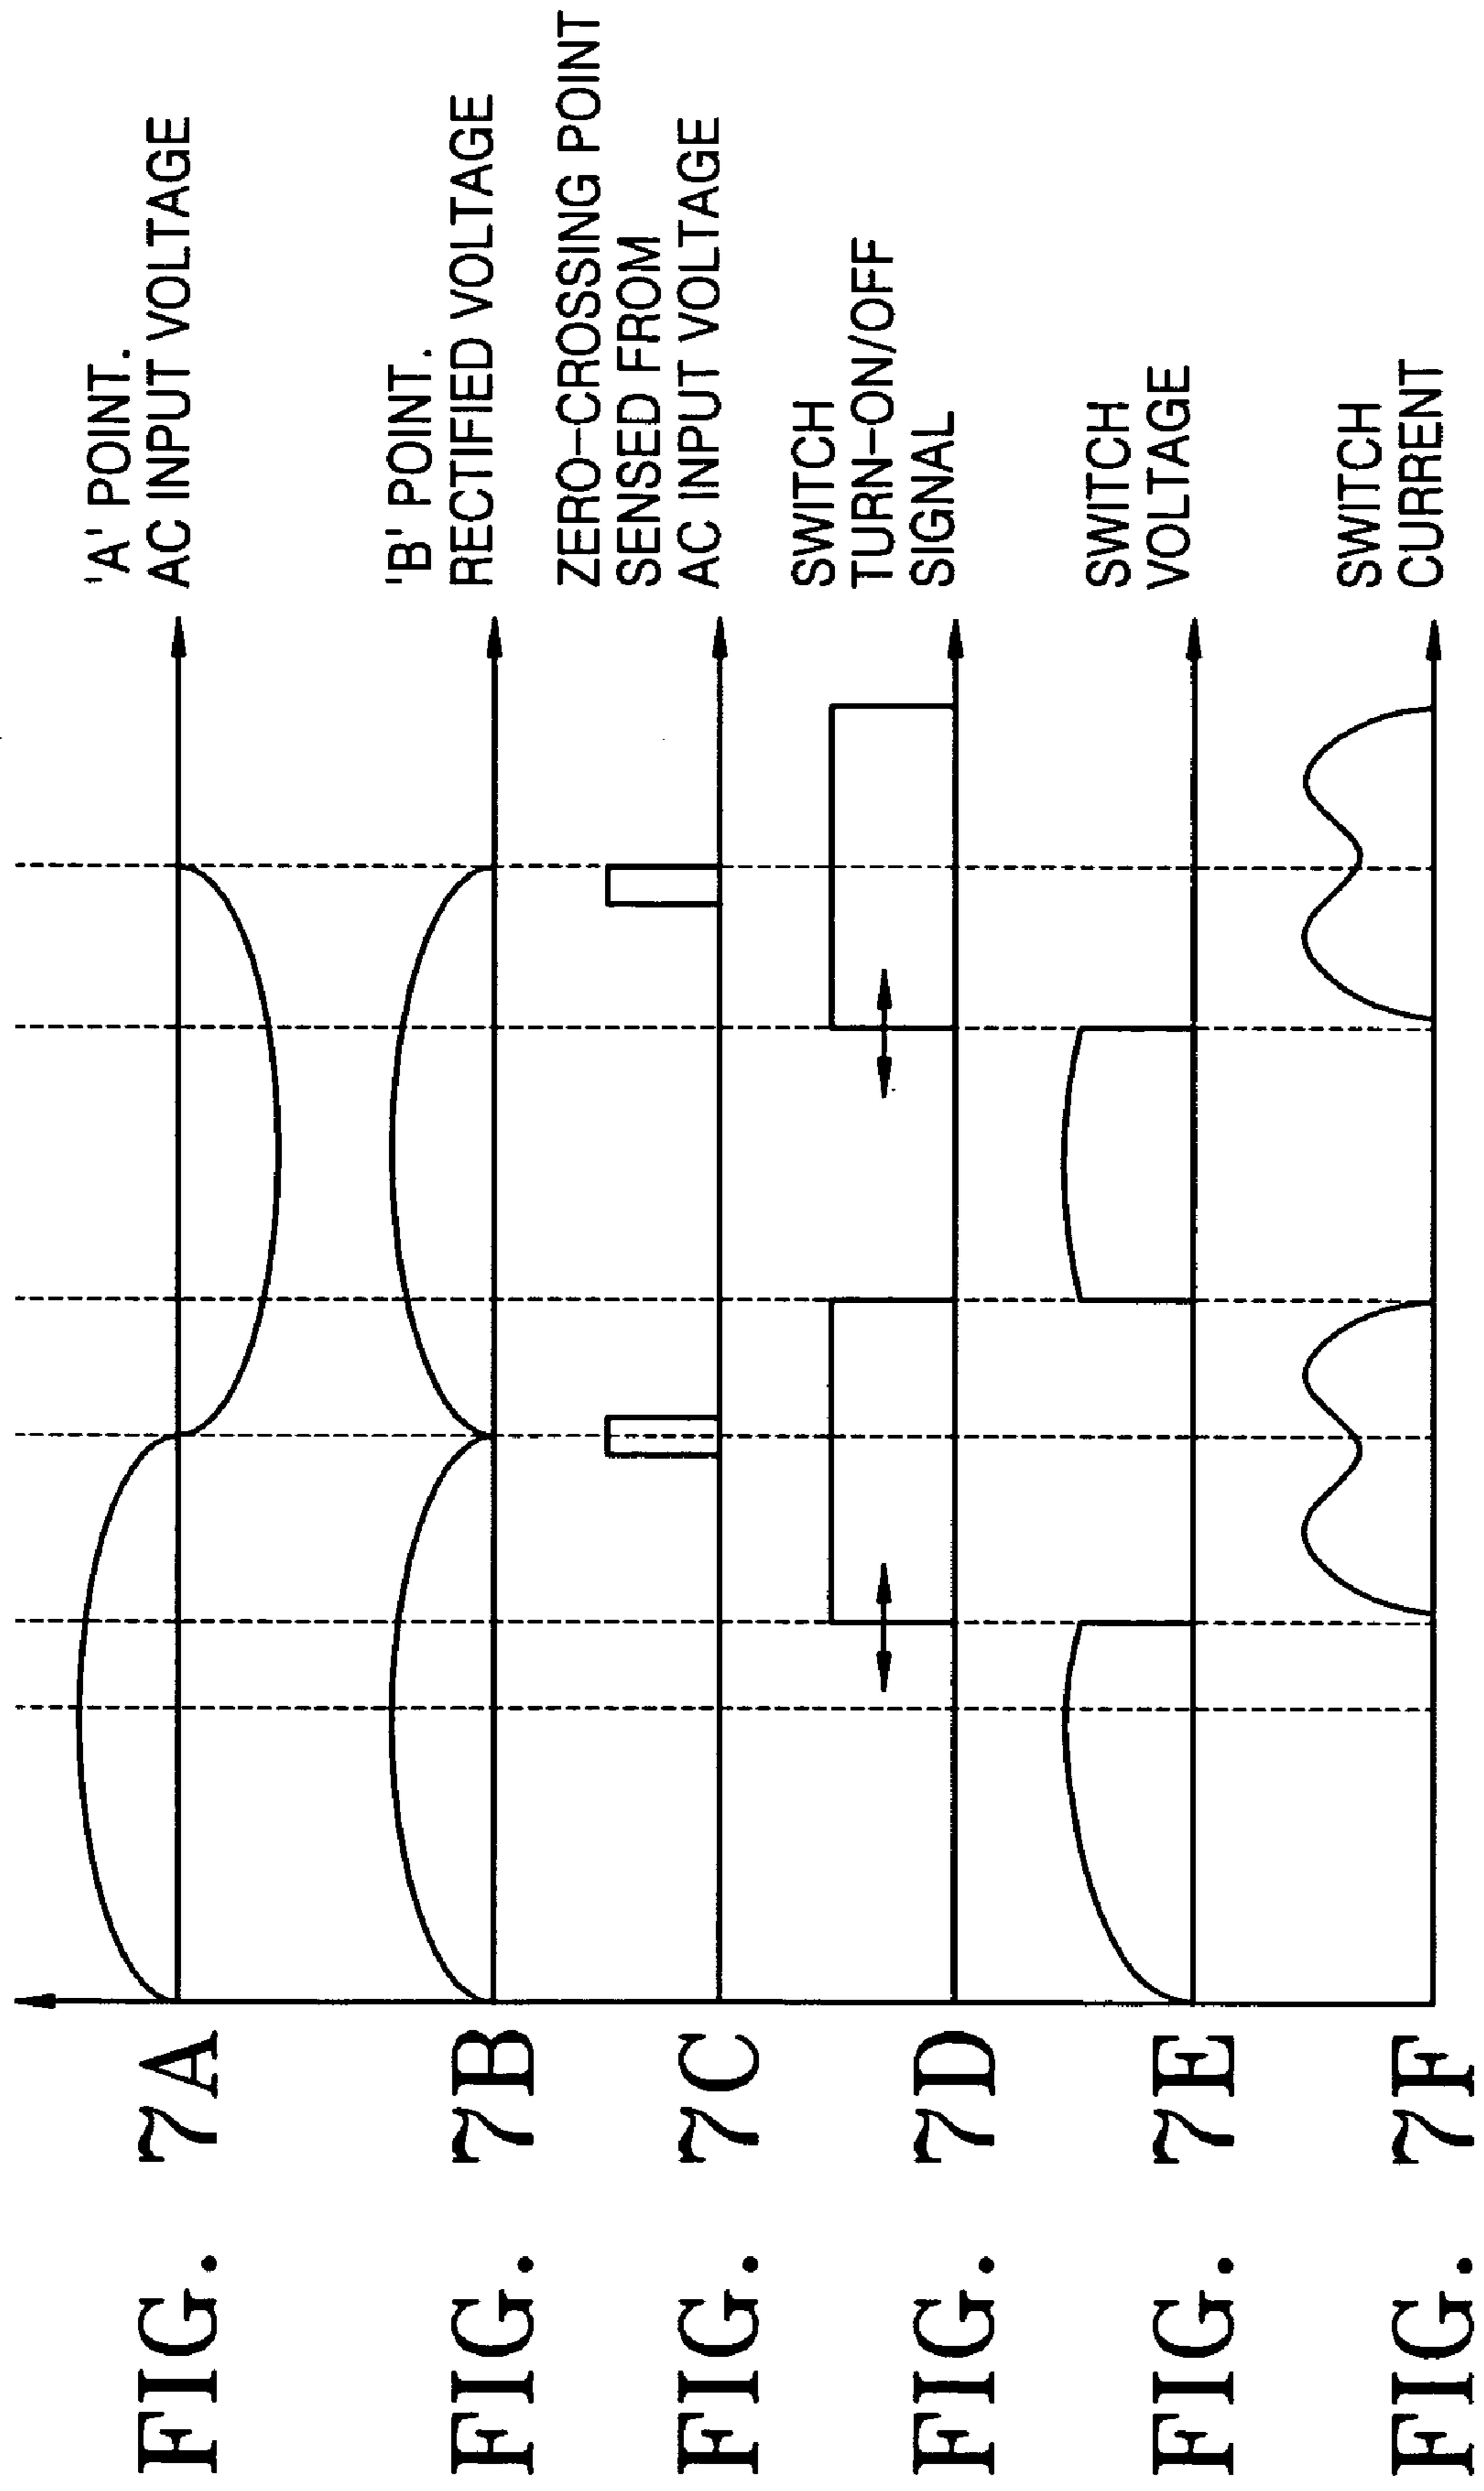 FIG. 7A
'A' POINT.
AC INPUT VOLTAGE
FIG. 7B
'B' POINT.
RECTIFIED VOLTAGE
FIG. 7C
ZERO-CROSSING POINT
SENSED FROM
AC INPUT VOLTAGE
FIG. 7D
SWITCH
TURN-ON/OFF
SIGNAL
FIG. 7E
SWITCH
VOLTAGE
FIG. 7F
SWITCH
CURRENT